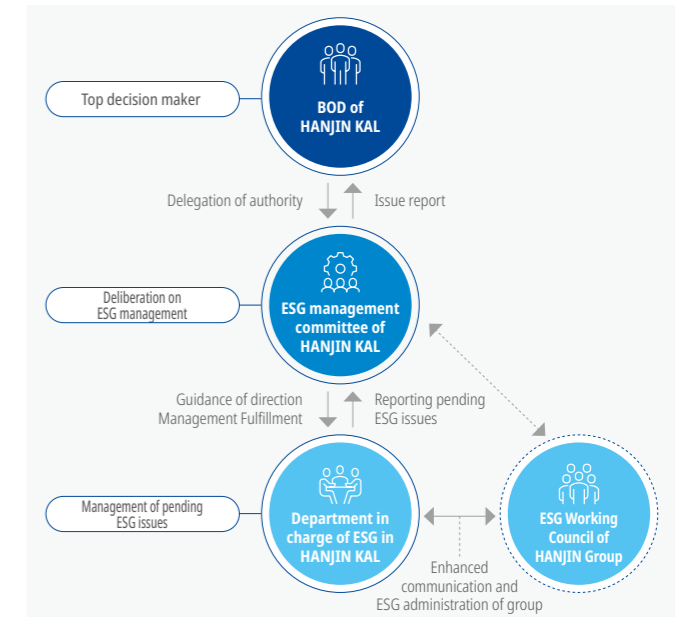 Top decision maker
BOD of
HANJIN KAL
Delegation of authority
Issue report
Deliberation on
ESG management
ESG management
committee of
HANJIN KAL
Guidance of direction
Management Fulfillment
Reporting pending
ESG issues
Management of pending
ESG issues
Department in
charge of ESG in
HANJIN KAL
ESG Working
Council of
HANJIN Group
Enhanced
communication and
ESG administration of group